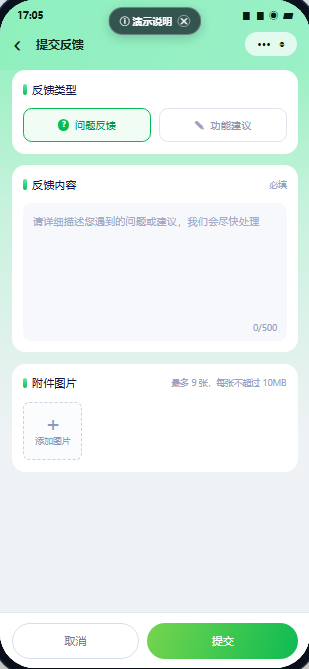 17:05
演示说明
提交反馈
反馈类型
问题反馈
功能建议
反馈内容
必填
请详细描述您遇到的问题或建议，我们会尽快处理
0/500
附件图片
最多 9 张，每张不超过 10MB
添加图片
取消
提交